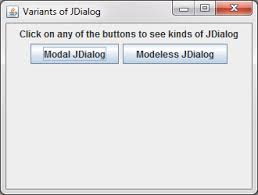 Variants of JDialog
Click on any of the buttons to see kinds of JDialog
Modal JDialog Modeless JDialog